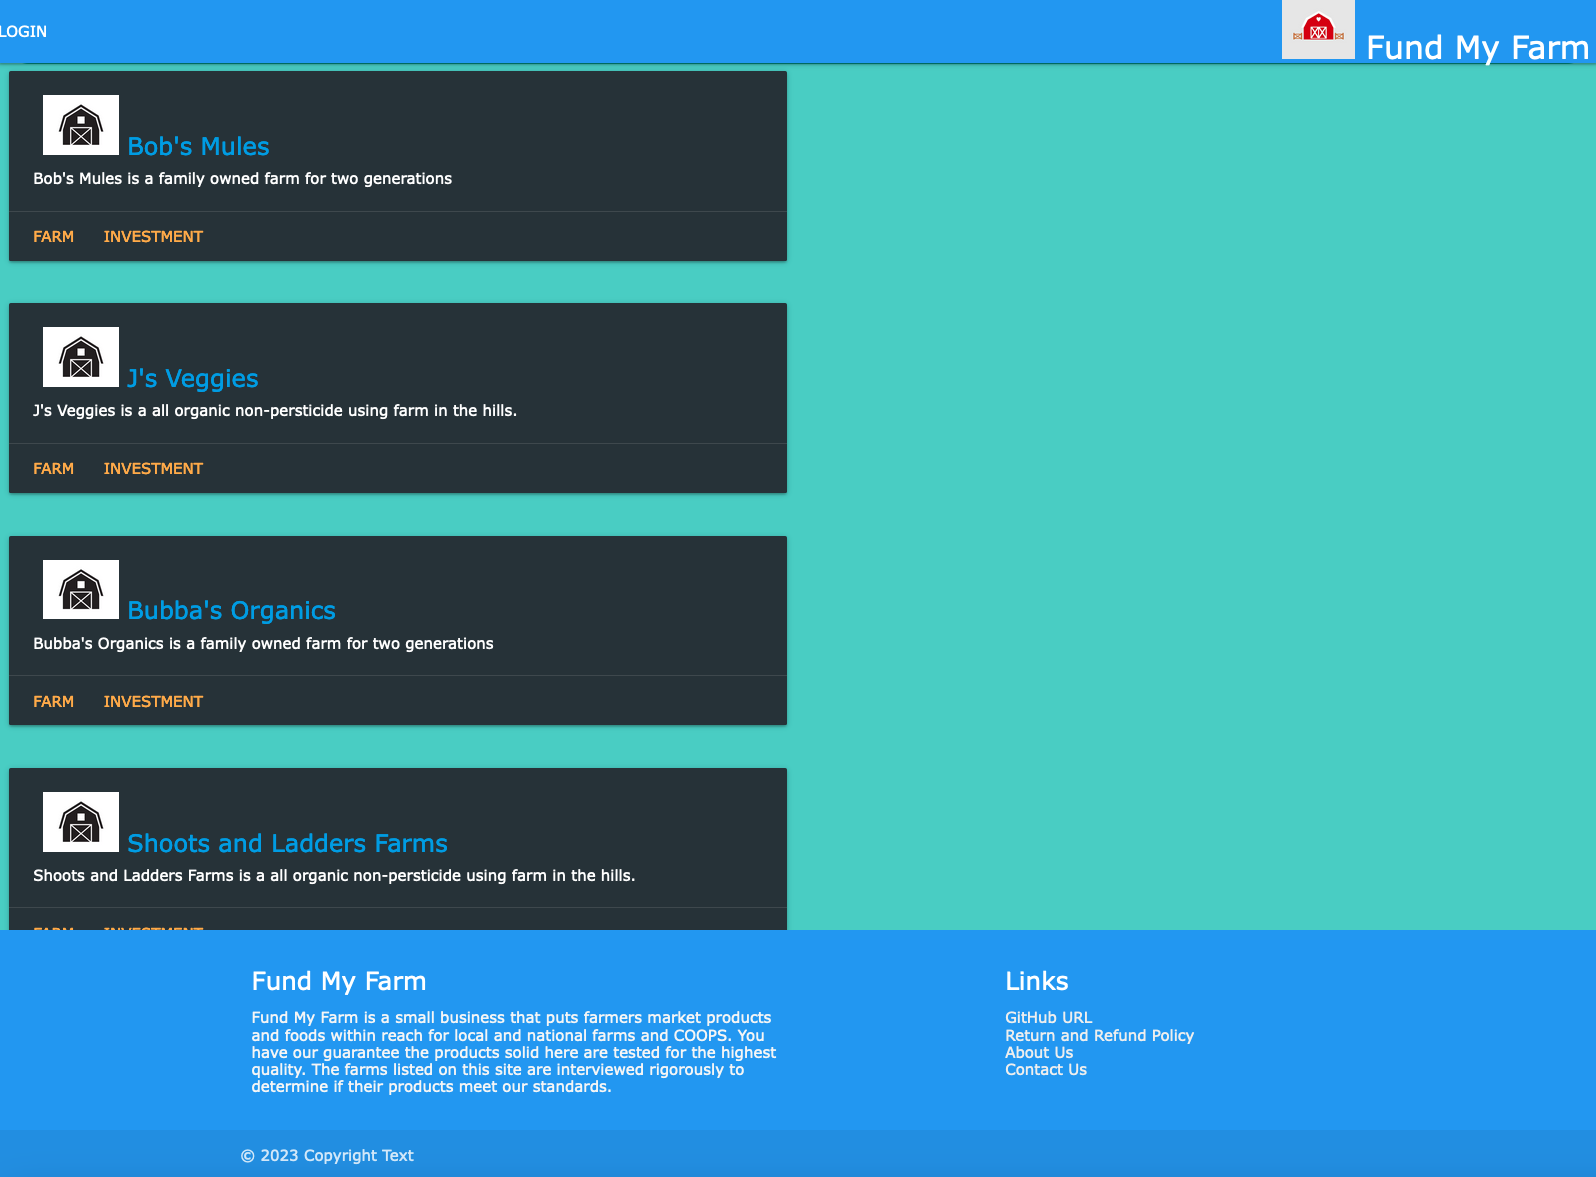 LOGIN
Fund My Farm
Bob's Mules
Bob's Mules is a family owned farm for two generations
FARM INVESTMENT
J's Veggies
J's Veggies is a all organic non-persticide using farm in the hills.
FARM INVESTMENT
Bubba's Organics
Bubba's Organics is a family owned farm for two generations
FARM INVESTMENT
Shoots and Ladders Farms
Shoots and Ladders Farms is a all organic non-persticide using farm in the hills.
FARM INVESTMENT
Fund My Farm
Fund My Farm is a small business that puts farmers market products
and foods within reach for local and national farms and COOPS. You
have our guarantee the products solid here are tested for the highest
quality. The farms listed on this site are interviewed rigorously to
determine if their products meet our standards.
Links
GitHub URL
Return and Refund Policy
About Us
Contact Us
© 2023 Copyright Text